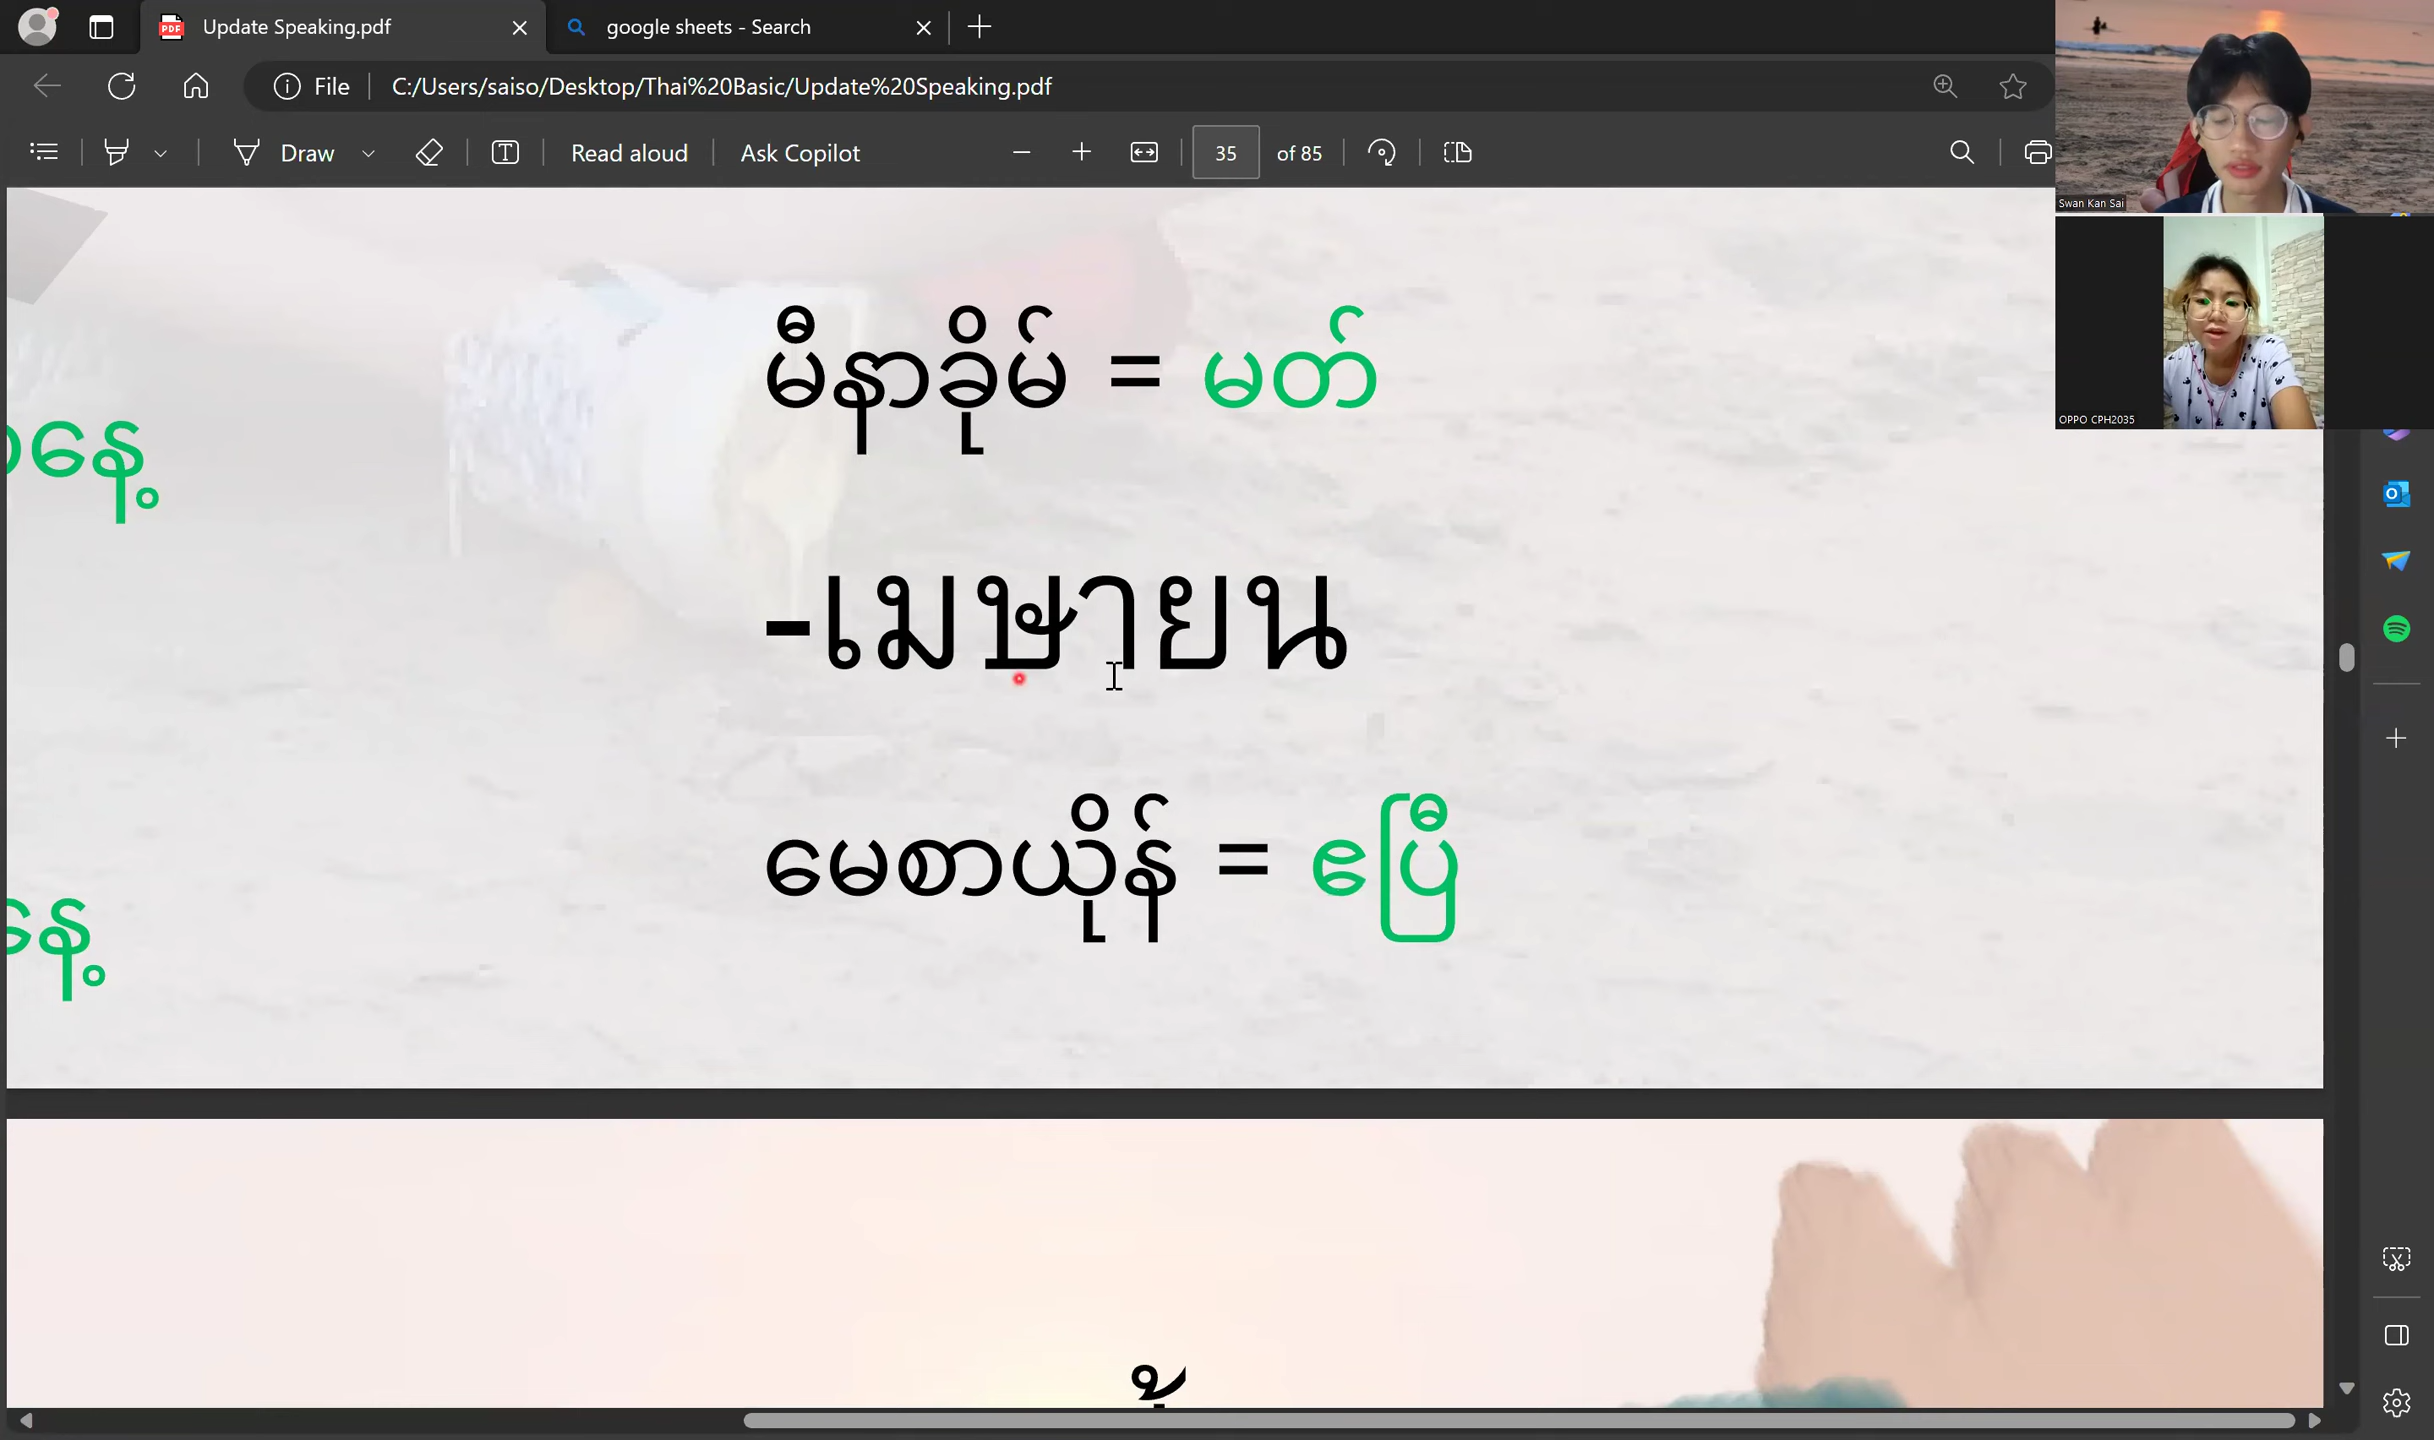 Update Speaking.pdf
google sheets - Search
File
C:/Users/saiso/Desktop/Thai%20Basic/Update%20Speaking.pdf
Draw
Read aloud
Ask Copilot
35 of 85
Swan Kan Sai
OPPO CPH2035
မီနာခိုမ် = မတ်
နေ့
-เมษายน
မေစာယိုန် = ဧပြီ
နေ့